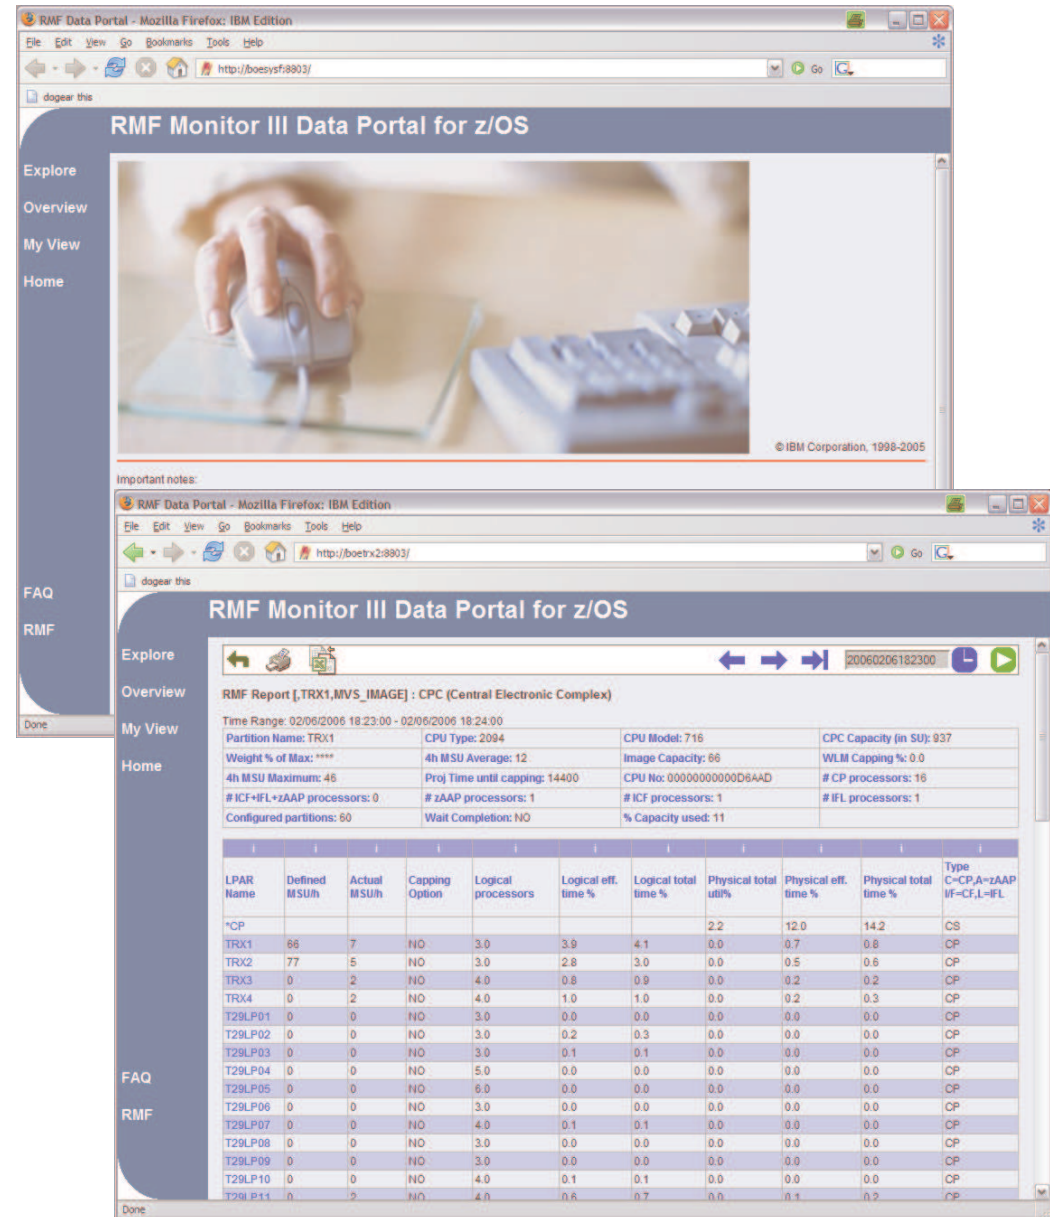 RMF Data Portal - Mozilla Firefox: IBM Edition
File Edit View Go Bookmarks Tools Help
http://boesysf:8803/ Go
dogear this
RMF Monitor III Data Portal for z/OS
Explore
Overview
My View
Home
© IBM Corporation, 1998-2005
Important notes:
FAQ
RMF
Done
RMF Data Portal - Mozilla Firefox: IBM Edition
File Edit View Go Bookmarks Tools Help
http://boetrx2:8803/ Go
dogear this
RMF Monitor III Data Portal for z/OS
Explore
Overview
My View
Home
FAQ
RMF
20060206182300
RMF Report [,TRX1,MVS_IMAGE] : CPC (Central Electronic Complex)
Time Range: 02/06/2006 18:23:00 - 02/06/2006 18:24:00
Partition Name: TRX1 CPU Type: 2094 CPU Model: 716 CPC Capacity (in SU): 937
Weight % of Max: **** 4h MSU Average: 12 Image Capacity: 66 WLM Capping %: 0.0
4h MSU Maximum: 46 Proj Time until capping: 14400 CPU No: 00000000000D6AAD # CP processors: 16
# ICF+IFL+zAAP processors: 0 # zAAP processors: 1 # ICF processors: 1 # IFL processors: 1
Configured partitions: 60 Wait Completion: NO % Capacity used: 11
i i i i i i i i i i i
LPAR Name Defined MSU/h Actual MSU/h Capping Option Logical processors Logical eff. time % Logical total time % Physical total util% Physical eff. time % Physical total time % Type C=CP,A=zAAP I/F=CF,L=IFL
*CP 2.2 12.0 14.2 CS
TRX1 66 7 NO 3.0 3.9 4.1 0.0 0.7 0.8 CP
TRX2 77 5 NO 3.0 2.8 3.0 0.0 0.5 0.6 CP
TRX3 0 2 NO 4.0 0.8 0.9 0.0 0.2 0.2 CP
TRX4 0 2 NO 4.0 1.0 1.0 0.0 0.2 0.3 CP
T29LP01 0 0 NO 3.0 0.0 0.0 0.0 0.0 0.0 CP
T29LP02 0 0 NO 3.0 0.2 0.3 0.0 0.0 0.0 CP
T29LP03 0 0 NO 3.0 0.1 0.1 0.0 0.0 0.0 CP
T29LP04 0 0 NO 5.0 0.0 0.0 0.0 0.0 0.0 CP
T29LP05 0 0 NO 6.0 0.0 0.0 0.0 0.0 0.0 CP
T29LP06 0 0 NO 3.0 0.0 0.0 0.0 0.0 0.0 CP
T29LP07 0 0 NO 4.0 0.1 0.1 0.0 0.0 0.0 CP
T29LP08 0 0 NO 3.0 0.0 0.0 0.0 0.0 0.0 CP
T29LP09 0 0 NO 3.0 0.0 0.0 0.0 0.0 0.0 CP
T29LP10 0 0 NO 4.0 0.1 0.1 0.0 0.0 0.0 CP
T29LP11 0 2 NO 4.0 0.6 0.7 0.0 0.1 0.2 CP
Done